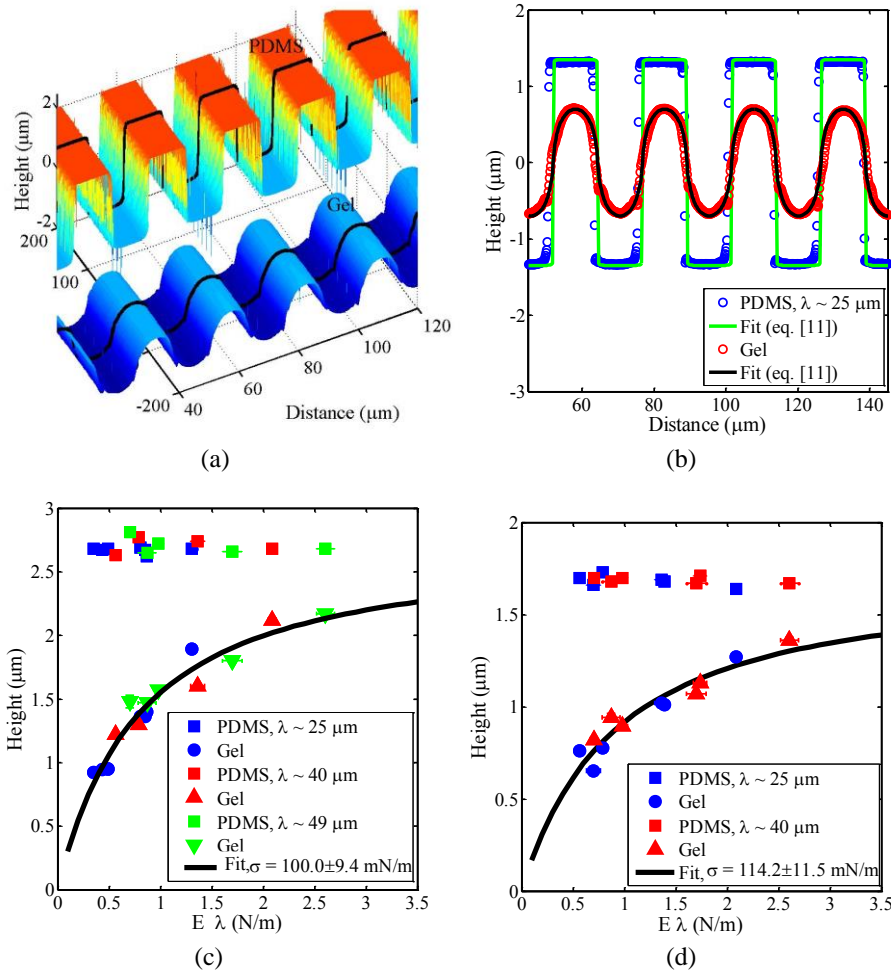 PDMS
Gel
Height (μm)
2
0
-2
200
100
-200
40
60
80
100
120
Distance (μm)
(a)
2
1
0
-1
-2
-3
Height (μm)
60
80
100
120
140
Distance (μm)
PDMS, λ ~ 25 μm
Fit (eq. [11])
Gel
Fit (eq. [11])
(b)
3
2.5
2
1.5
1
0.5
0
Height (μm)
0 0.5 1 1.5 2 2.5 3 3.5
E λ (N/m)
PDMS, λ ~ 25 μm
Gel
PDMS, λ ~ 40 μm
Gel
PDMS, λ ~ 49 μm
Gel
Fit,σ = 100.0±9.4 mN/m
(c)
2
1.5
1
0.5
0
Height (μm)
0 0.5 1 1.5 2 2.5 3 3.5
E λ (N/m)
PDMS, λ ~ 25 μm
Gel
PDMS, λ ~ 40 μm
Gel
Fit, σ = 114.2±11.5 mN/m
(d)